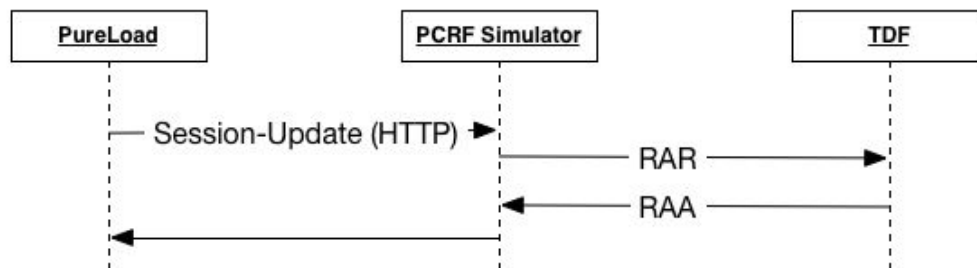 PureLoad
PCRF Simulator
TDF
Session-Update (HTTP)
RAR
RAA